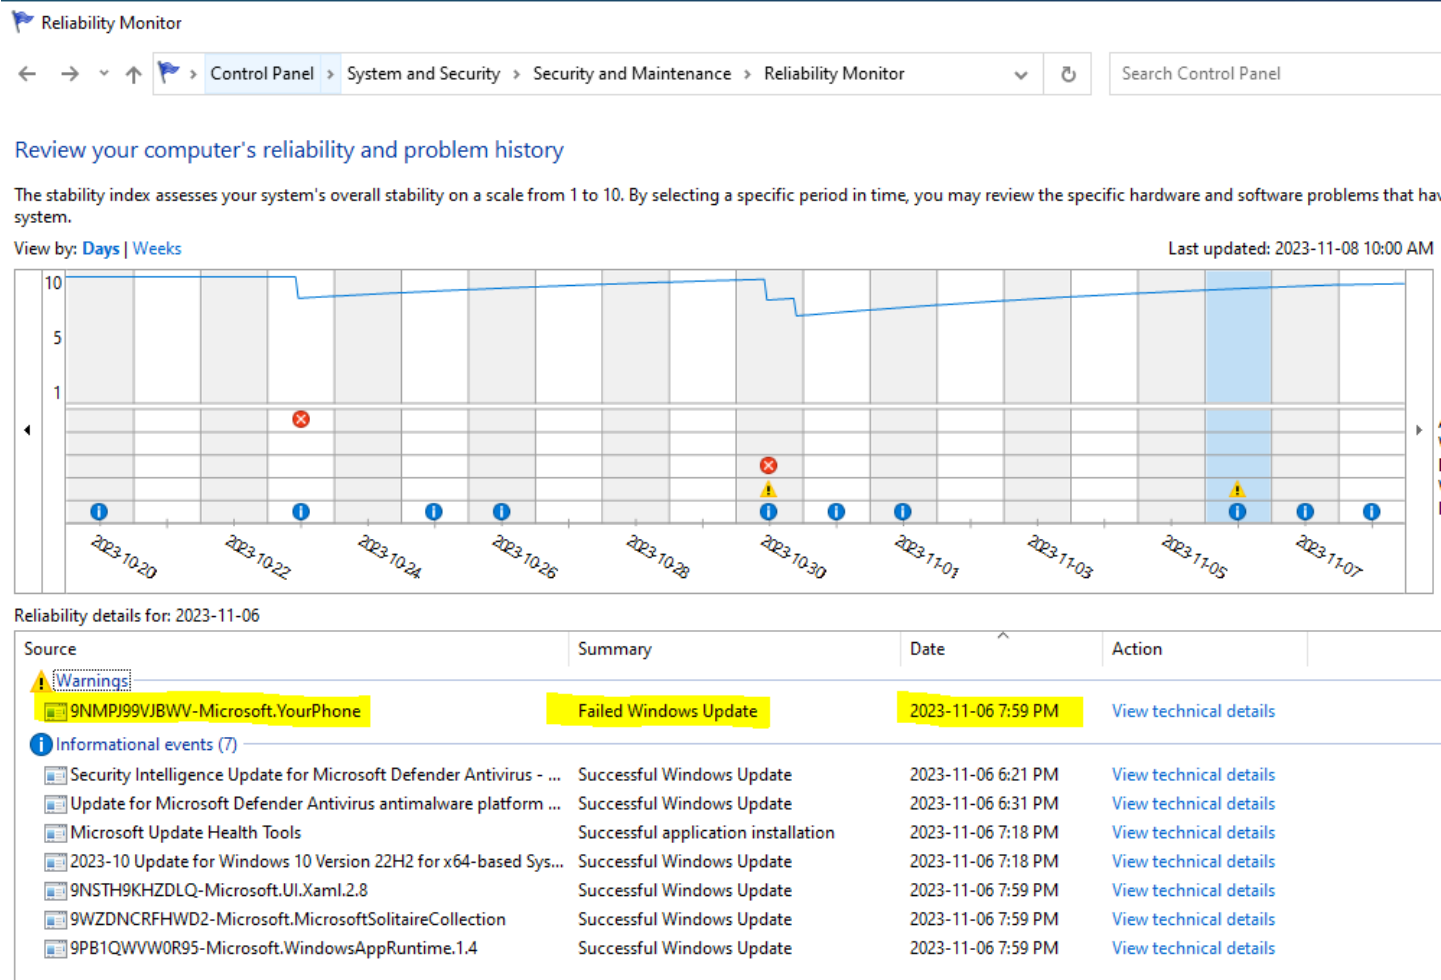 Reliability Monitor
Control Panel > System and Security > Security and Maintenance > Reliability Monitor
Search Control Panel
Review your computer's reliability and problem history
The stability index assesses your system's overall stability on a scale from 1 to 10. By selecting a specific period in time, you may review the specific hardware and software problems that
system.
View by: Days | Weeks
Last updated: 2023-11-08 10:00 AM
10
5
1
2023-10-20 2023-10-22 2023-10-24 2023-10-26 2023-10-28 2023-10-30 2023-11-01 2023-11-03 2023-11-05 2023-11-07
Reliability details for: 2023-11-06
Source Summary Date Action
Warnings
9NMPJ99VJBWV-Microsoft.YourPhone Failed Windows Update 2023-11-06 7:59 PM View technical details
Informational events (7)
Security Intelligence Update for Microsoft Defender Antivirus - ... Successful Windows Update 2023-11-06 6:21 PM View technical details
Update for Microsoft Defender Antivirus antimalware platform ... Successful Windows Update 2023-11-06 6:31 PM View technical details
Microsoft Update Health Tools Successful application installation 2023-11-06 7:18 PM View technical details
2023-10 Update for Windows 10 Version 22H2 for x64-based Sys... Successful Windows Update 2023-11-06 7:18 PM View technical details
9NSTH9KHZDLQ-Microsoft.UI.Xaml.2.8 Successful Windows Update 2023-11-06 7:59 PM View technical details
9WZDNCRFHWD2-Microsoft.MicrosoftSolitaireCollection Successful Windows Update 2023-11-06 7:59 PM View technical details
9PB1QWVW0R95-Microsoft.WindowsAppRuntime.1.4 Successful Windows Update 2023-11-06 7:59 PM View technical details